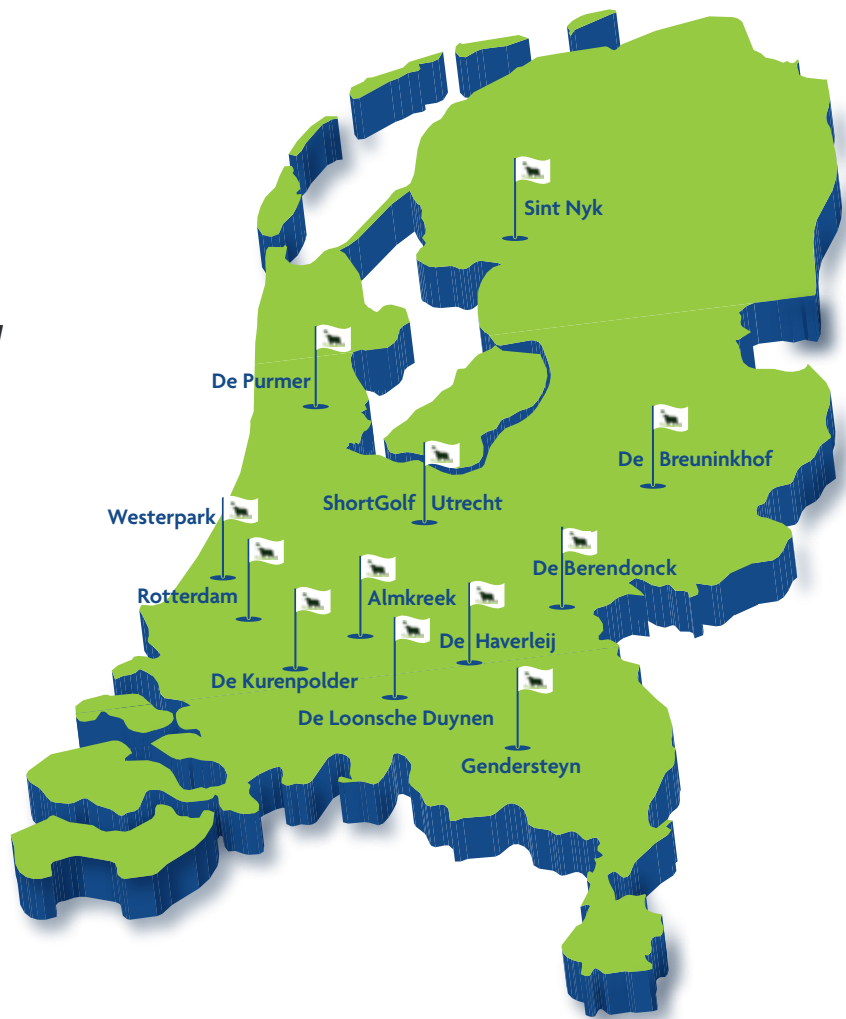 Sint Nyk
De Purmer
De Breuninkhof
ShortGolf Utrecht
Westerpark
De Berendonck
Rotterdam
Almkreek
De Haverleij
De Kurenpolder
De Loonsche Duynen
Gendersteyn